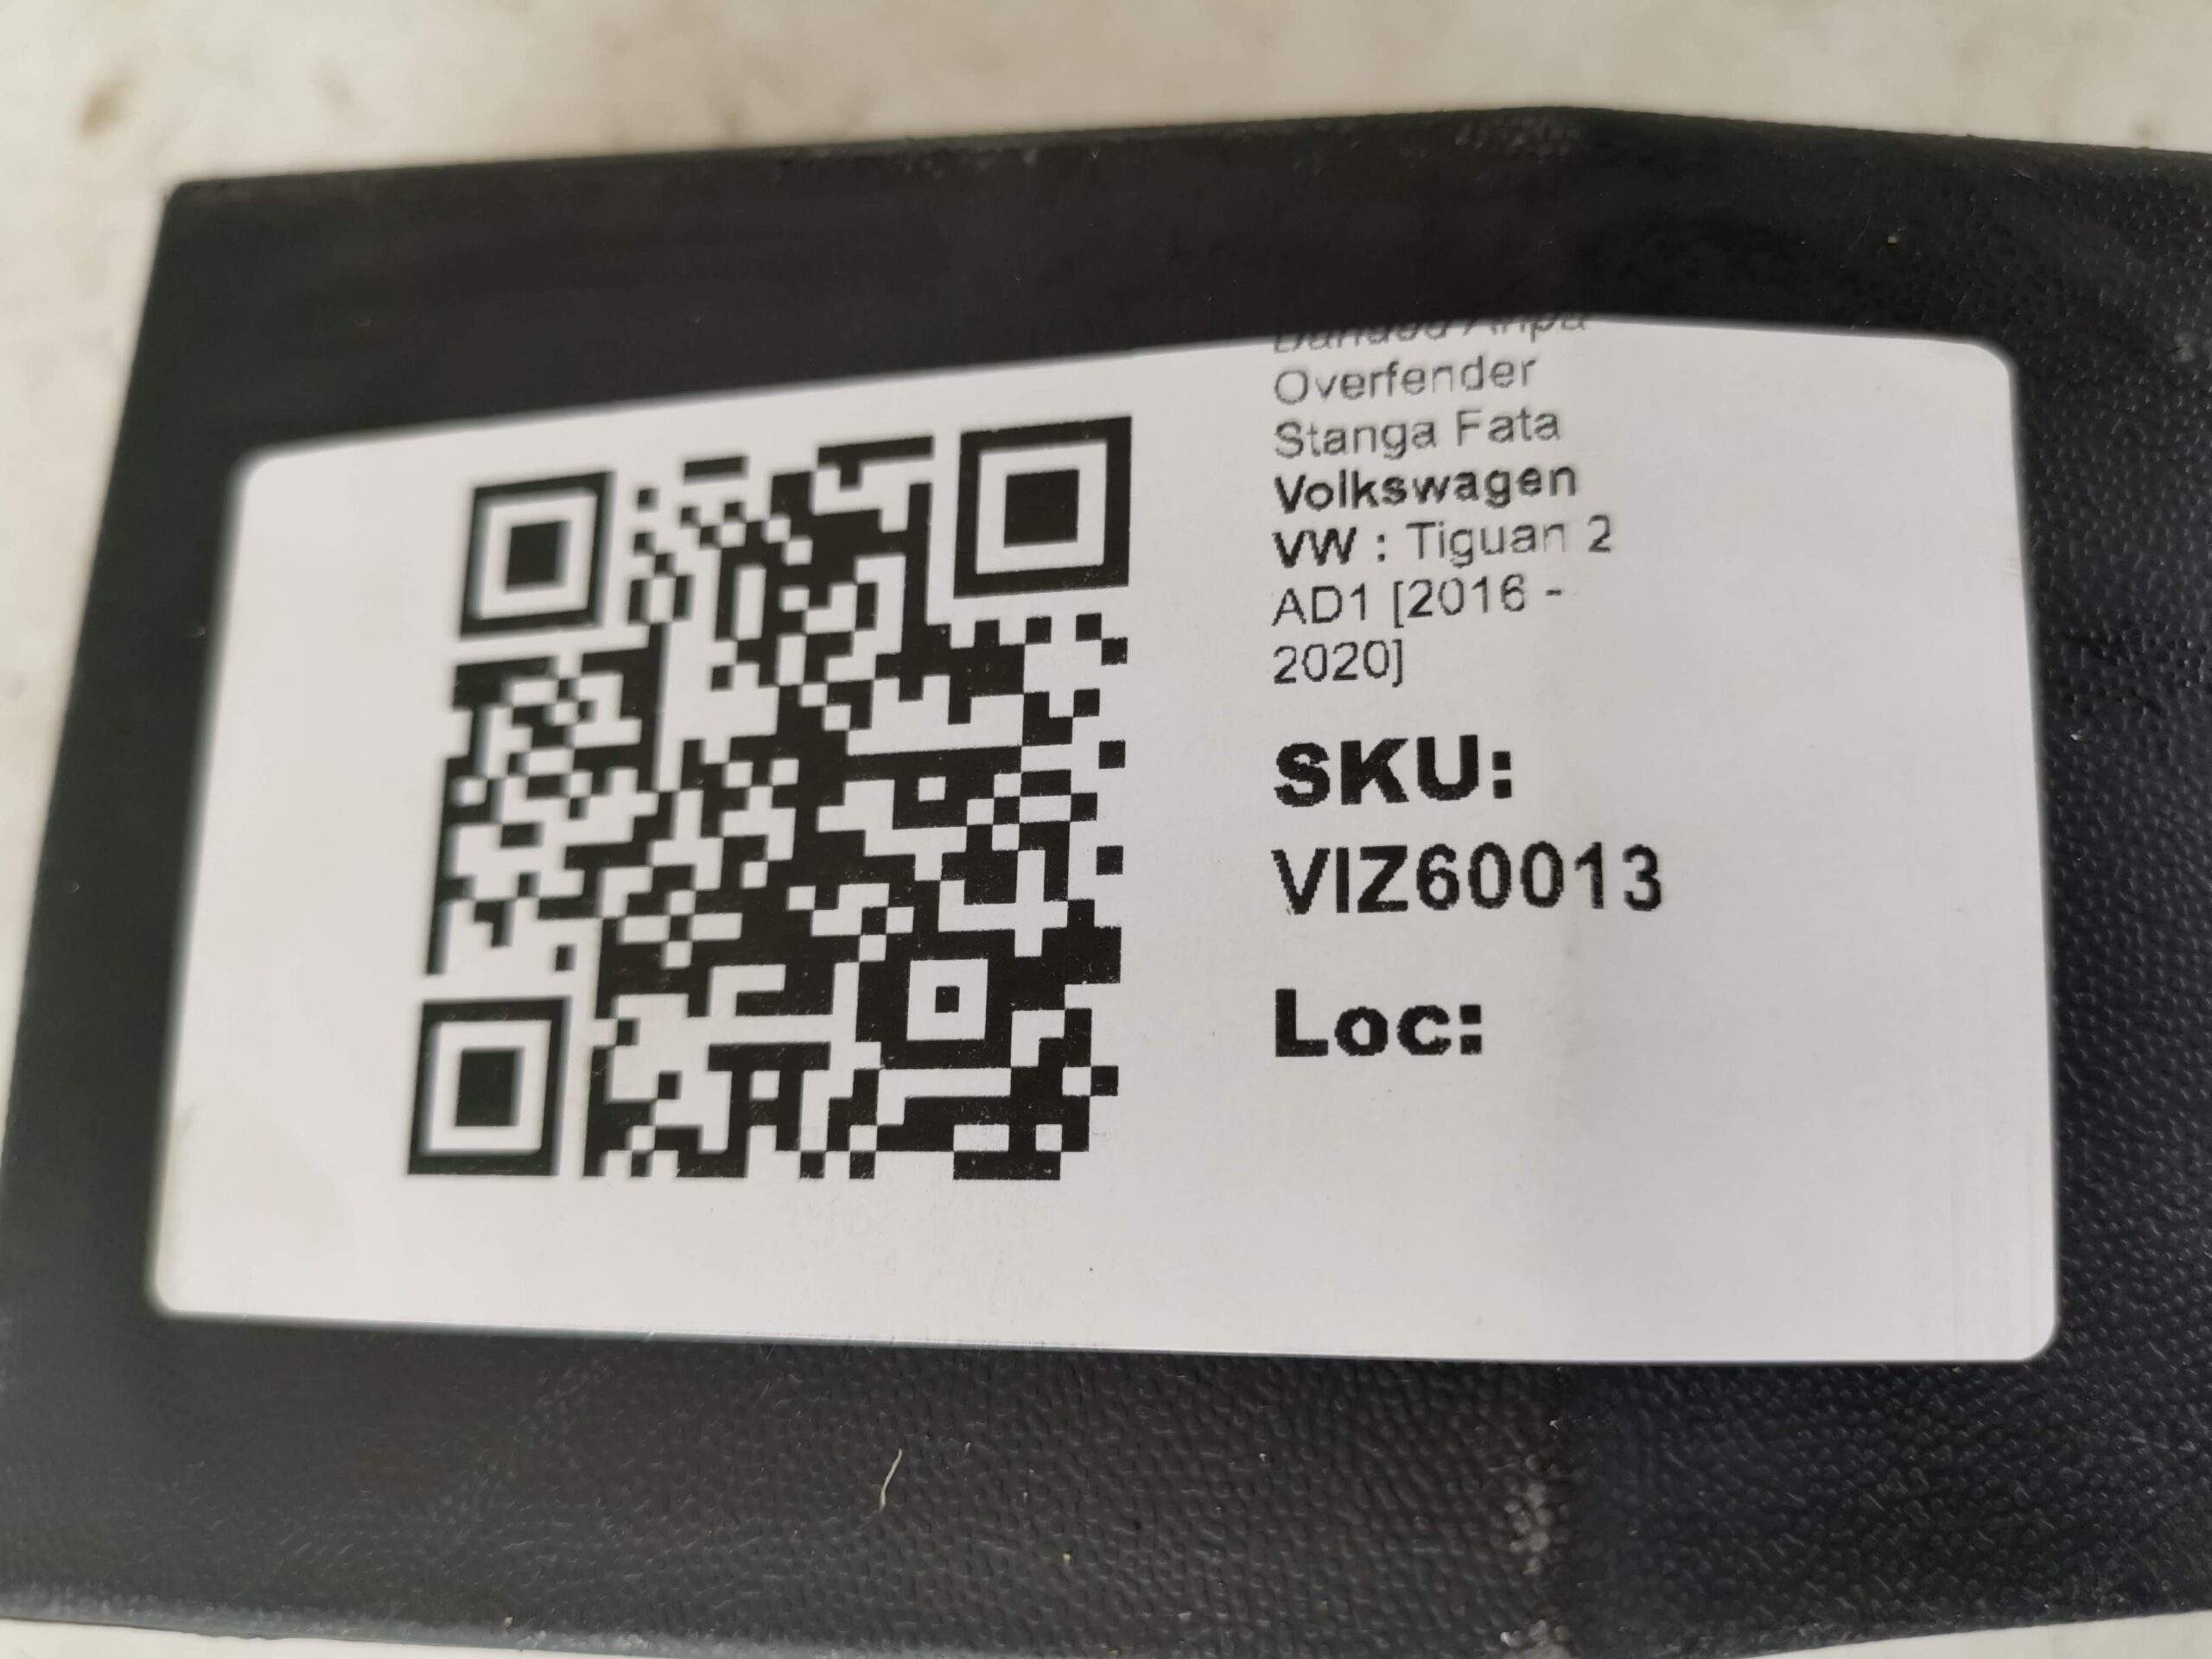 Overfender
Stanga Fata
Volkswagen
VW : Tiguan 2
AD1 [2016 -
2020]
SKU:
VIZ60013
Loc: